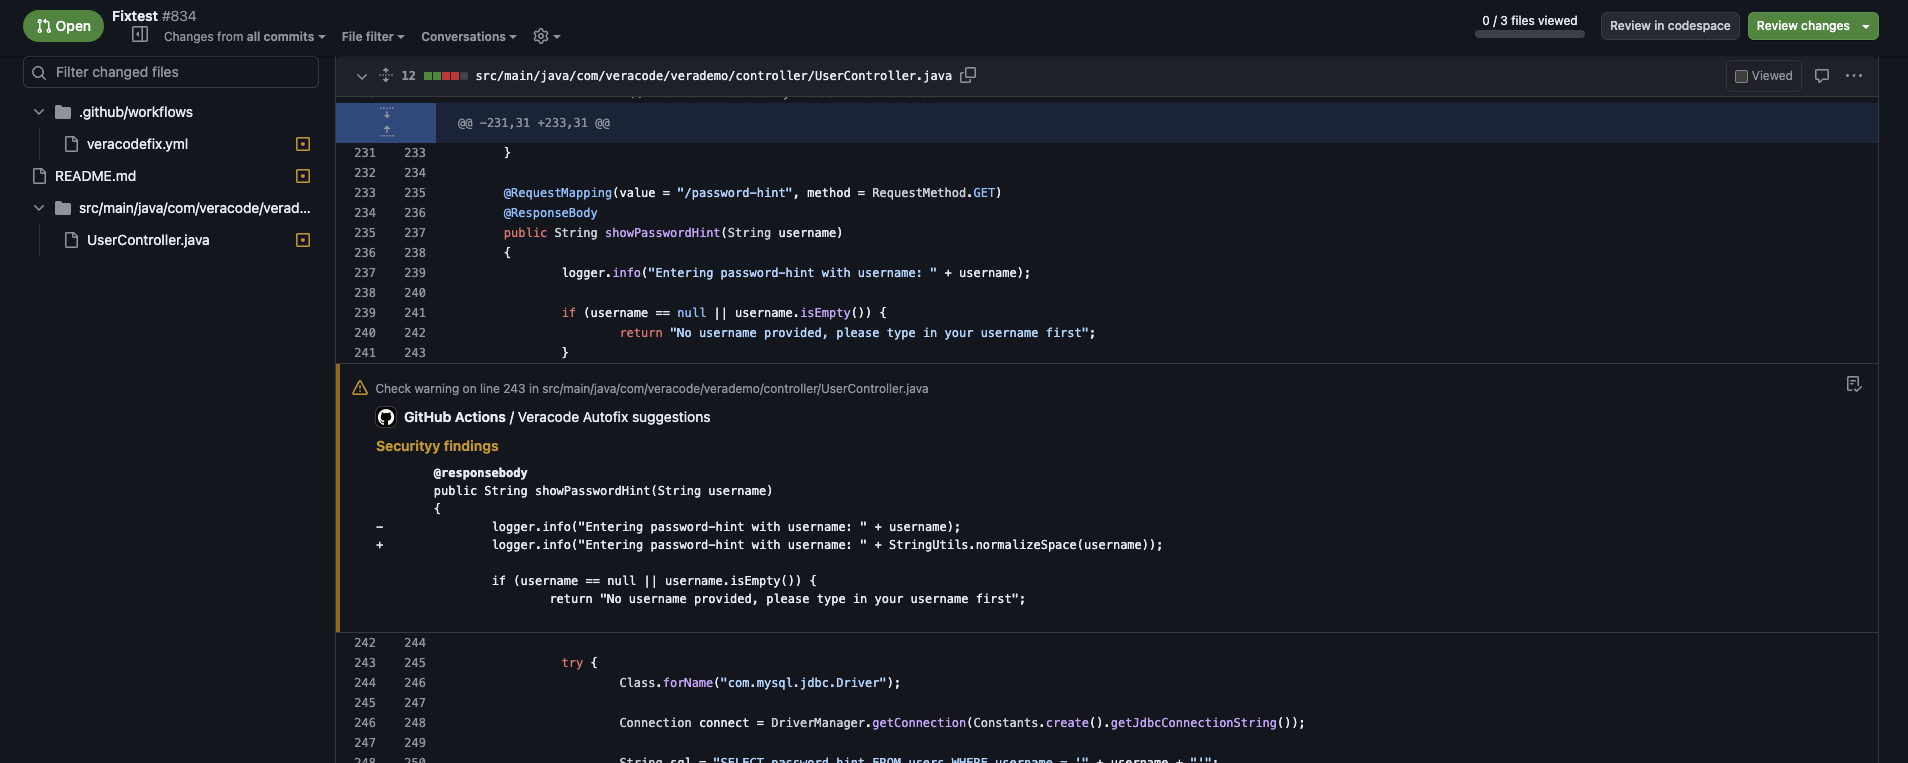 Open
Fixtest #834
Changes from all commits
File filter
Conversations
0 / 3 files viewed
Review in codespace
Review changes
Filter changed files
.github/workflows
veracodefix.yml
README.md
src/main/java/com/veracode/verad...
UserController.java
12 src/main/java/com/veracode/verademo/controller/UserController.java
Viewed
@@ -231,31 +233,31 @@
231 233 }
232 234
233 235 @RequestMapping(value = "/password-hint", method = RequestMethod.GET)
234 236 @ResponseBody
235 237 public String showPasswordHint(String username)
236 238 {
237 239 logger.info("Entering password-hint with username: " + username);
238 240
239 241 if (username == null || username.isEmpty()) {
240 242 return "No username provided, please type in your username first";
241 243 }
Check warning on line 243 in src/main/java/com/veracode/verademo/controller/UserController.java
GitHub Actions / Veracode Autofix suggestions
Securityy findings
@responsebody
public String showPasswordHint(String username)
{
- logger.info("Entering password-hint with username: " + username);
+ logger.info("Entering password-hint with username: " + StringUtils.normalizeSpace(username));
if (username == null || username.isEmpty()) {
return "No username provided, please type in your username first";
242 244
243 245 try {
244 246 Class.forName("com.mysql.jdbc.Driver");
245 247
246 248 Connection connect = DriverManager.getConnection(Constants.create().getJdbcConnectionString());
247 249
248 250 String sql = "SELECT password_hint FROM users WHERE username = '" + username + "'";